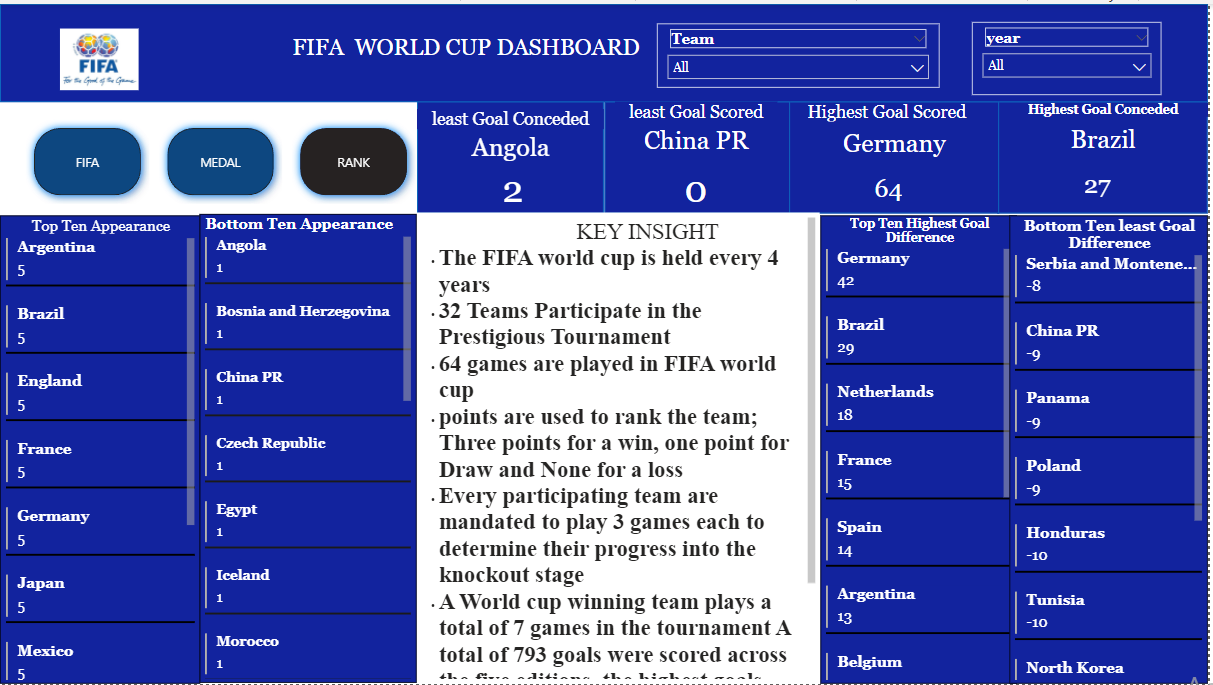 FIFA
For the Good of the Game
FIFA WORLD CUP DASHBOARD
Team
All
year
All
FIFA
MEDAL
RANK
least Goal Conceded
Angola
2
least Goal Scored
China PR
0
Highest Goal Scored
Germany
64
Highest Goal Conceded
Brazil
27
Top Ten Appearance
Argentina
5
Brazil
5
England
5
France
5
Germany
5
Japan
5
Mexico
5
Bottom Ten Appearance
Angola
1
Bosnia and Herzegovina
1
China PR
1
Czech Republic
1
Egypt
1
Iceland
1
Morocco
1
KEY INSIGHT
. The FIFA world cup is held every 4
years
. 32 Teams Participate in the
Prestigious Tournament
. 64 games are played in FIFA world
cup
. points are used to rank the team;
Three points for a win, one point for
Draw and None for a loss
. Every participating team are
mandated to play 3 games each to
determine their progress into the
knockout stage
. A World cup winning team plays a
total of 7 games in the tournament A
total of 793 goals were scored across
the five editions, the highest goals
Top Ten Highest Goal
Difference
Germany
42
Brazil
29
Netherlands
18
France
15
Spain
14
Argentina
13
Belgium
Bottom Ten least Goal
Difference
Serbia and Montene...
-8
China PR
-9
Panama
-9
Poland
-9
Honduras
-10
Tunisia
-10
North Korea